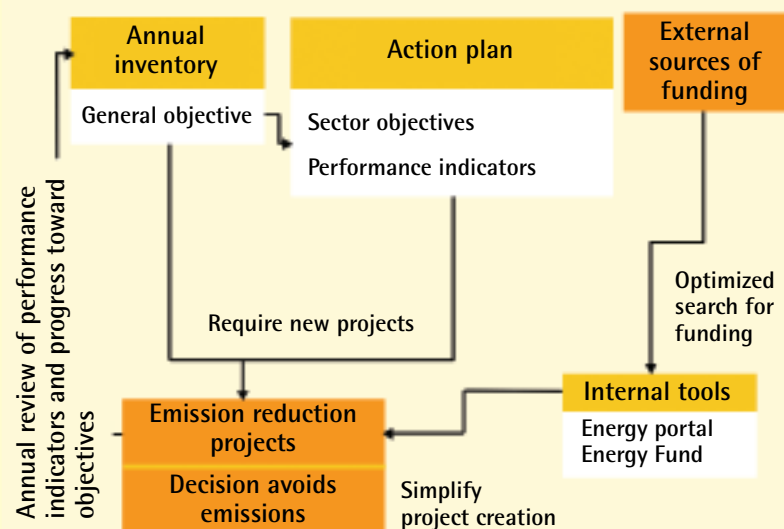 Annual
inventory
General objective
Action plan
Sector objectives
Performance indicators
External
sources of
funding
Annual review of performance
indicators and progress toward
objectives
Require new projects
Optimized
search for
funding
Internal tools
Energy portal
Energy Fund
Emission reduction
projects
Decision avoids
emissions
Simplify
project creation